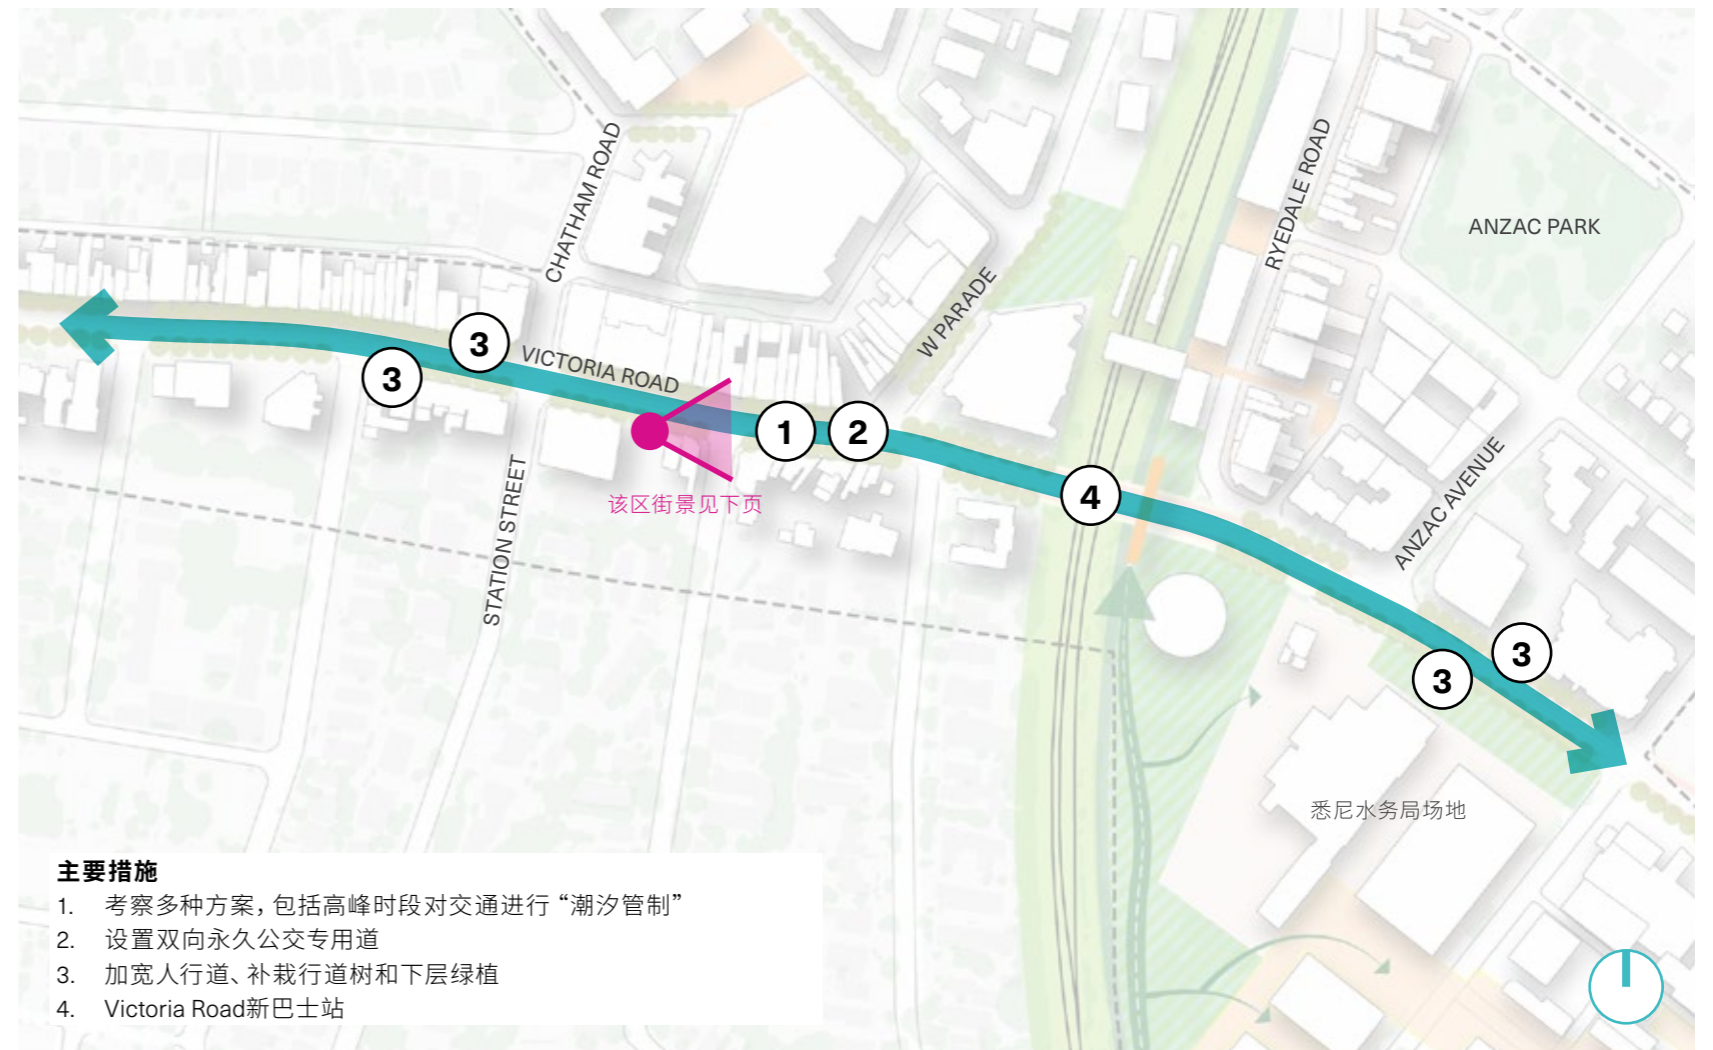 CHATHAM ROAD
RYEDALE ROAD
ANZAC PARK
W PARADE
3
3
VICTORIA ROAD
1
2
该区街景见下页
STATION STREET
4
ANZAC AVENUE
3
3
悉尼水务局场地
主要措施
1. 考察多种方案，包括高峰时段对交通进行“潮汐管制”
2. 设置双向永久公交专用道
3. 加宽人行道、补栽行道树和下层绿植
4. Victoria Road新巴士站